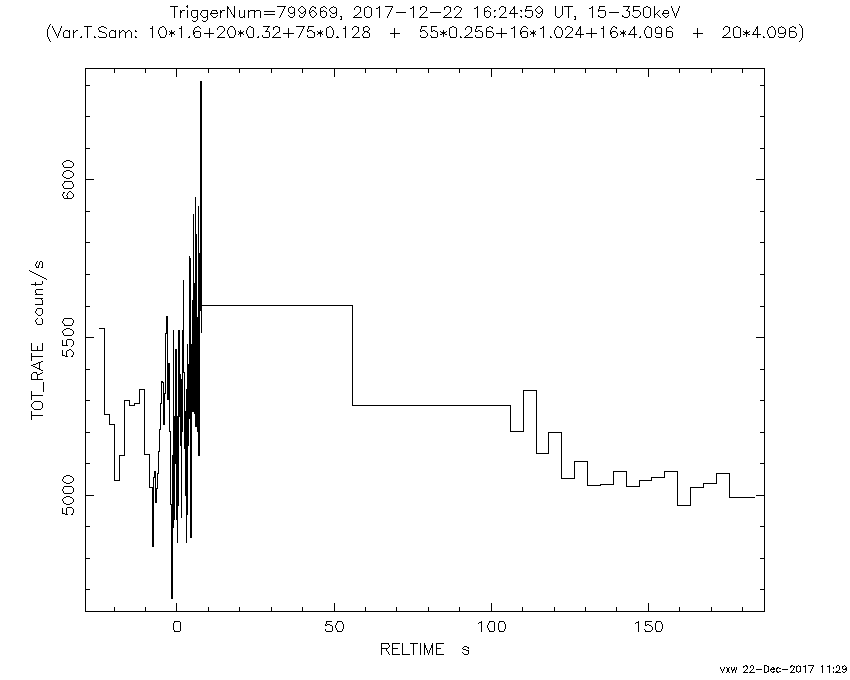 TriggerNum=799669, 2017-12-22 16:24:59 UT, 15-350keV
(Var.T.Sam: 10*1.6+20*0.32+75*0.128 + 55*0.256+16*1.024+16*4.096 + 20*4.096)
TOT_RATE count/s
6000
5500
5000
0 50 100 150
RELTIME s
vxw 22-Dec-2017 11:29